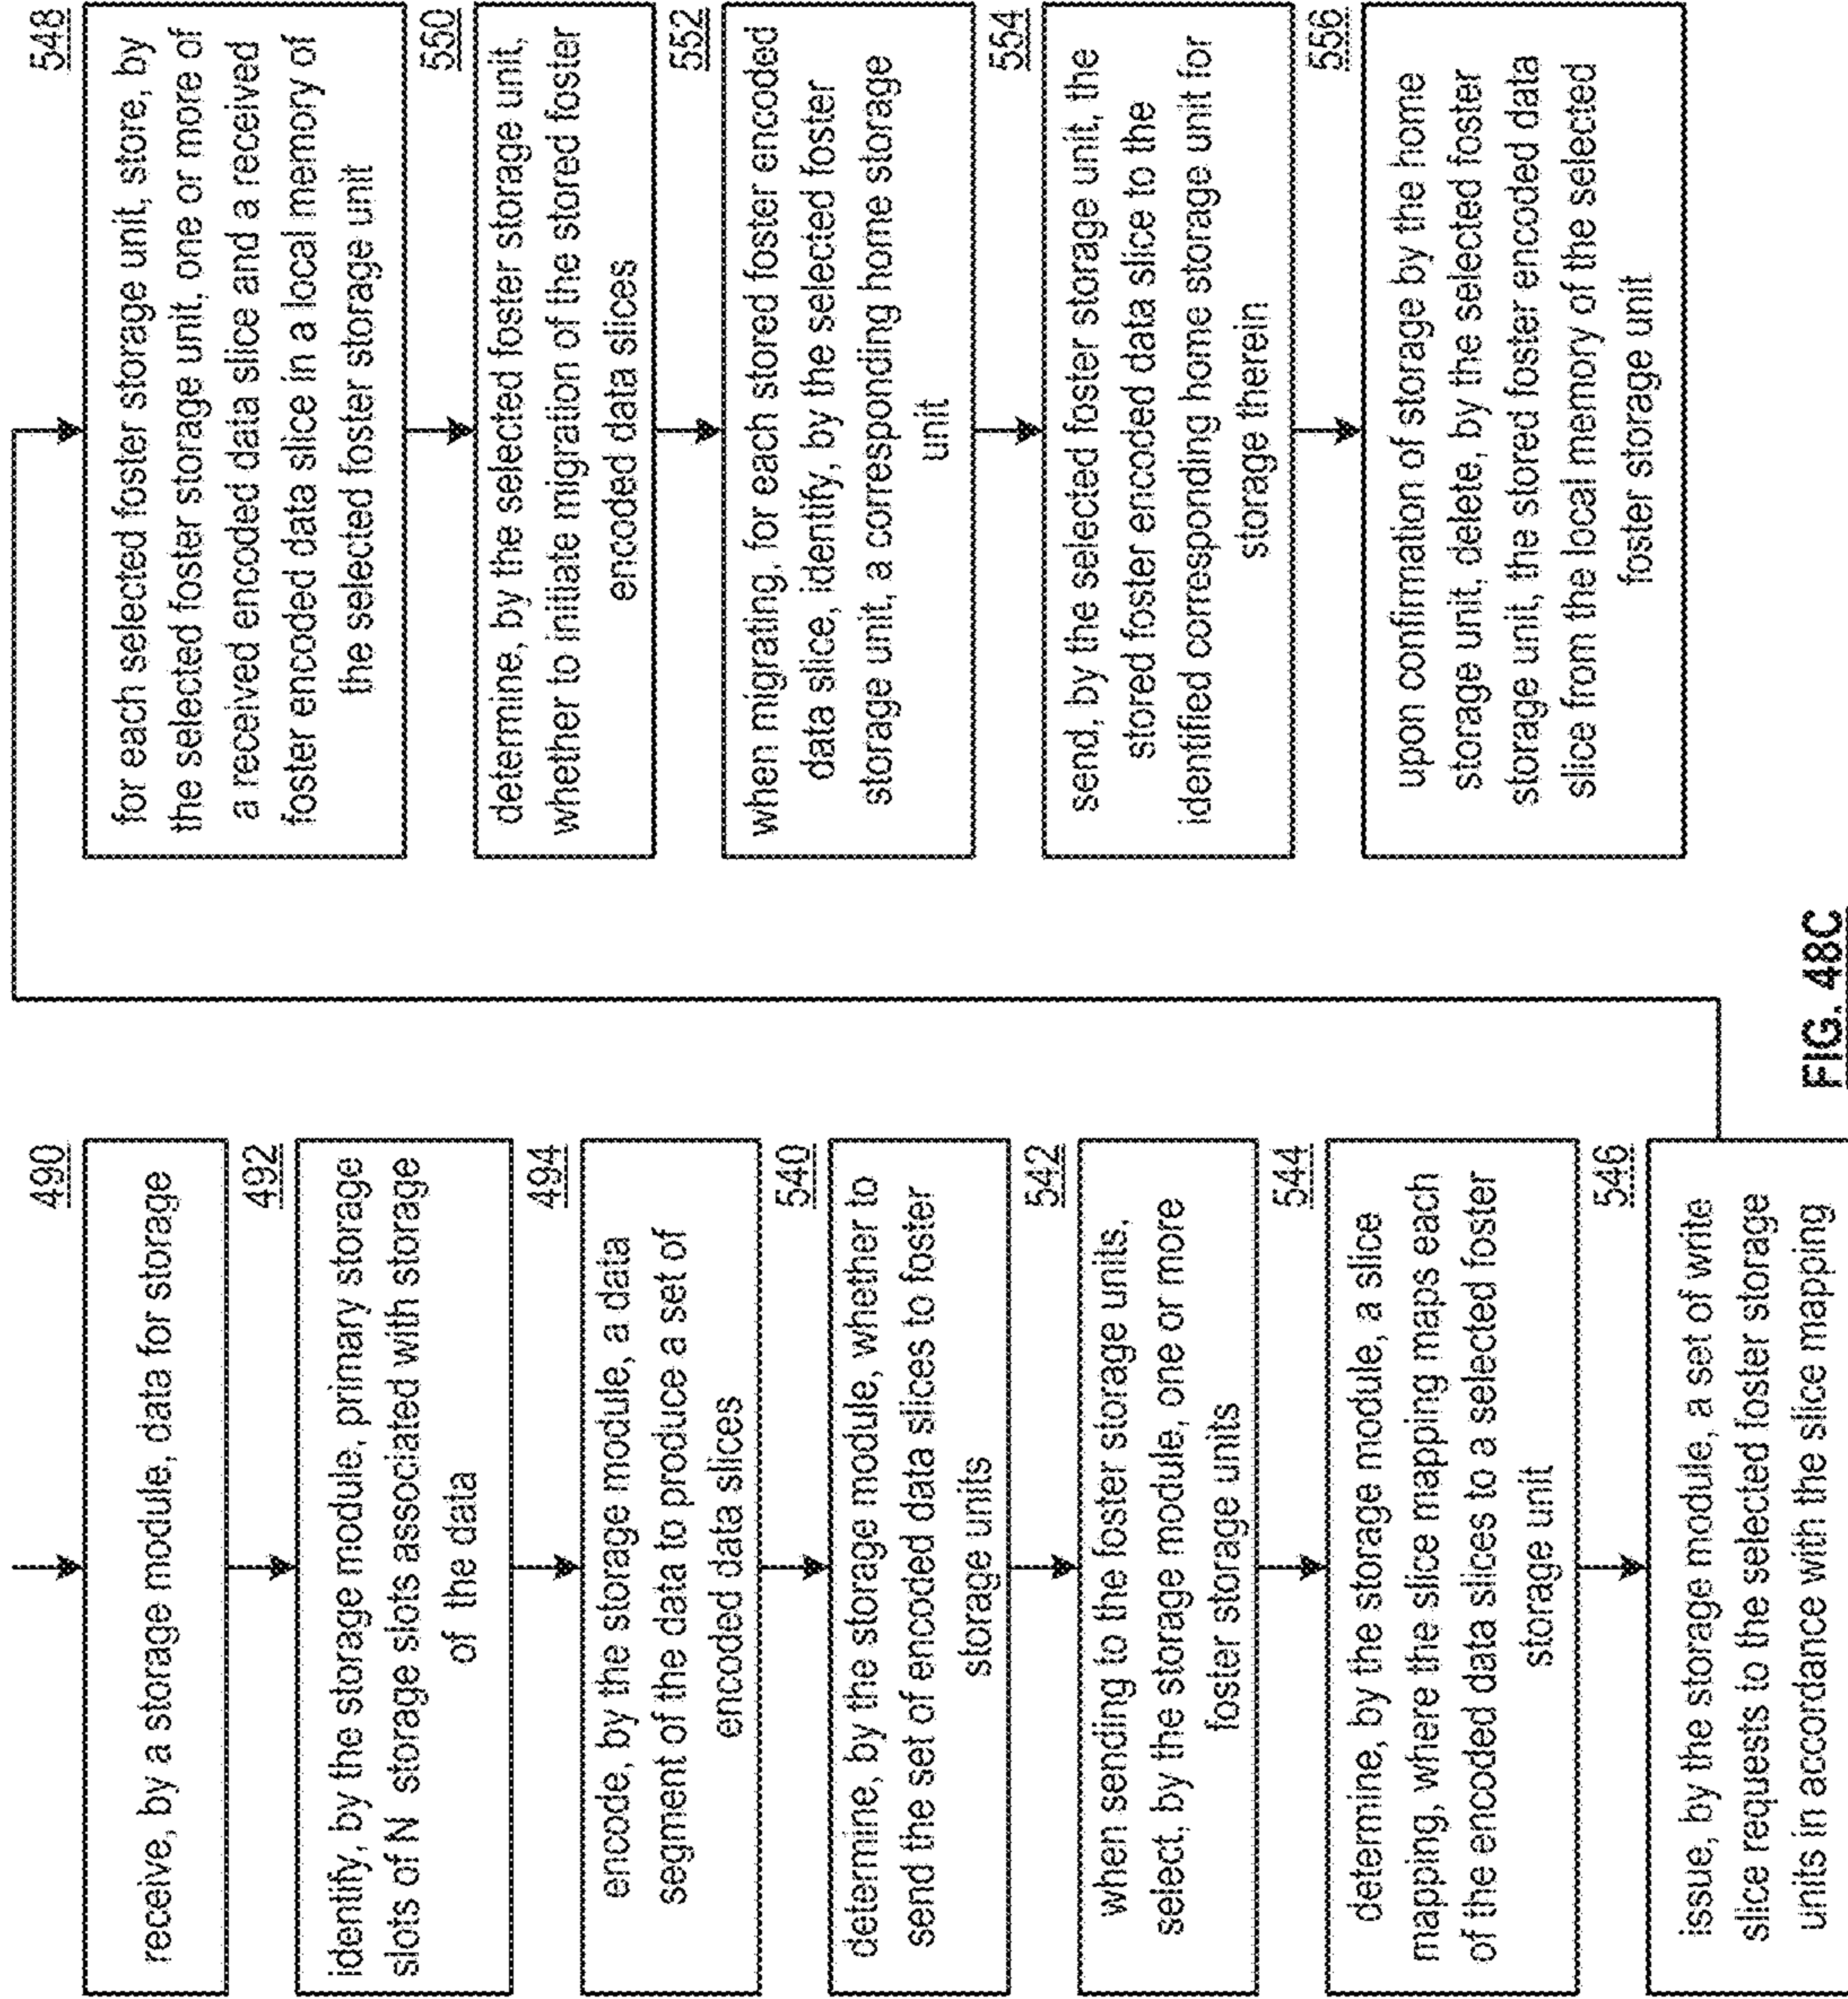 490
receive, by a storage module, data for storage
492
identify, by the storage module, primary storage
slots of N storage slots associated with storage
of the data
494
encode, by the storage module, a data
segment of the data to produce a set of
encoded data slices
540
determine, by the storage module, whether to
send the set of encoded data slices to foster
storage units
542
when sending to the foster storage units,
select, by the storage module, one or more
foster storage units
544
determine, by the storage module, a slice
mapping, where the slice mapping maps each
of the encoded data slices to a selected foster
storage unit
546
issue, by the storage module, a set of write
slice requests to the selected foster storage
units in accordance with the slice mapping
548
for each selected foster storage unit, store, by
the selected foster storage unit, one or more of
a received encoded data slice and a received
foster encoded data slice in a local memory of
the selected foster storage unit
550
determine, by the selected foster storage unit,
whether to initiate migration of the stored foster
encoded data slices
552
when migrating, for each stored foster encoded
data slice, identify, by the selected foster
storage unit, a corresponding home storage
unit
554
send, by the selected foster storage unit, the
stored foster encoded data slice to the
identified corresponding home storage unit for
storage therein
556
upon confirmation of storage by the home
storage unit, delete, by the selected foster
storage unit, the stored foster encoded data
slice from the local memory of the selected
foster storage unit
FIG. 48C